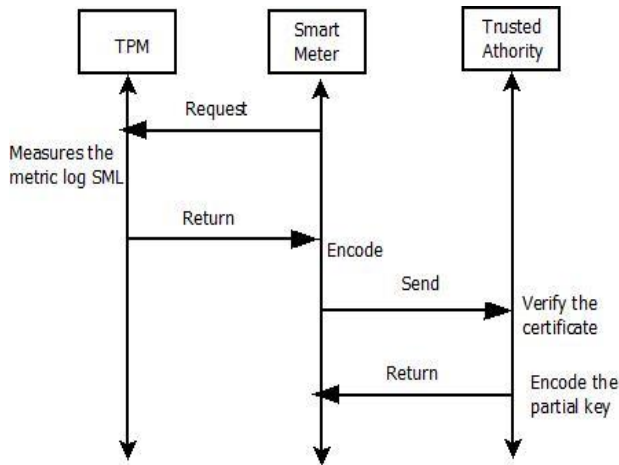 TPM
Smart
Meter
Trusted
Athority
Request
Measures the
metric log SML
Return
Encode
Send
Verify the
certificate
Return
Encode the
partial key